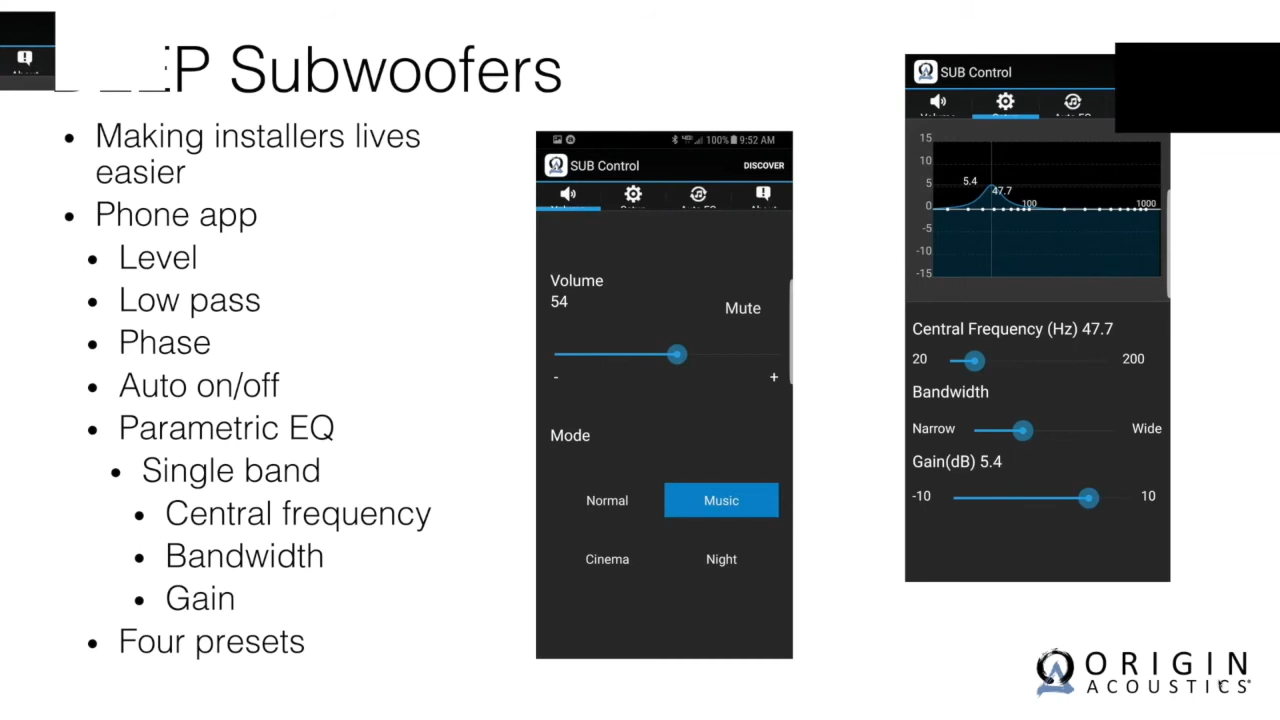 Subwoofers
Making installers lives
easier
Phone app
Level
Low pass
Phase
Auto on/off
Parametric EQ
Single band
Central frequency
Bandwidth
Gain
Four presets
100% 9:52 AM
SUB Control
DISCOVER
Volume
54
Mute
-
+
Mode
Normal
Music
Cinema
Night
SUB Control
15
10
5
0
-5
-10
-15
5.4
47.7
100
1000
Central Frequency (Hz) 47.7
20
200
Bandwidth
Narrow
Wide
Gain(dB) 5.4
-10
10
ORIGIN
ACOUSTICS